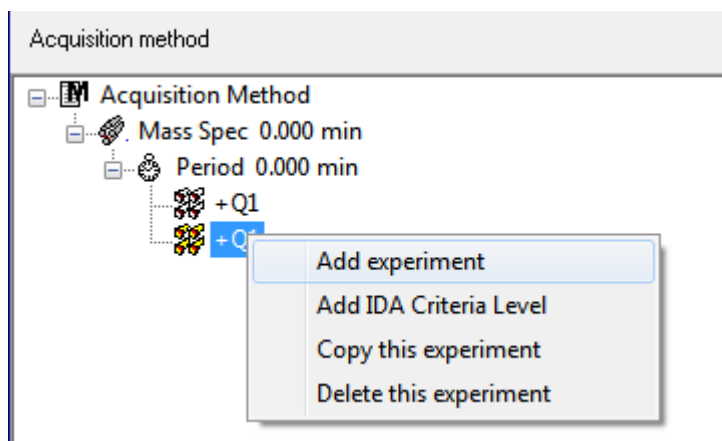 Acquisition method
Acquisition Method
Mass Spec 0.000 min
Period 0.000 min
+Q1
+Q1
Add experiment
Add IDA Criteria Level
Copy this experiment
Delete this experiment